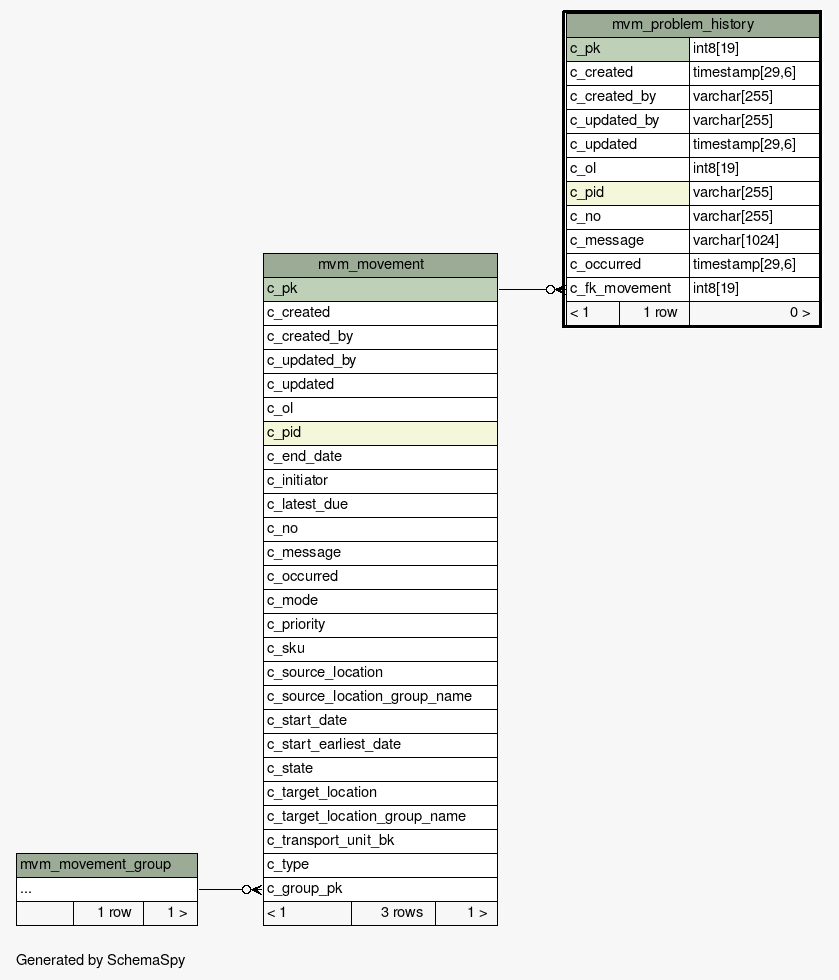 mvm_problem_history
c_pk int8[19]
c_created timestamp[29,6]
c_created_by varchar[255]
c_updated_by varchar[255]
c_updated timestamp[29,6]
c_ol int8[19]
c_pid varchar[255]
c_no varchar[255]
c_message varchar[1024]
c_occurred timestamp[29,6]
c_fk_movement int8[19]
< 1 1 row 0 >
mvm_movement
c_pk
c_created
c_created_by
c_updated_by
c_updated
c_ol
c_pid
c_end_date
c_initiator
c_latest_due
c_no
c_message
c_occurred
c_mode
c_priority
c_sku
c_source_location
c_source_location_group_name
c_start_date
c_start_earliest_date
c_state
c_target_location
c_target_location_group_name
c_transport_unit_bk
c_type
c_group_pk
< 1 3 rows 1 >
mvm_movement_group
...
1 row 1 >
Generated by SchemaSpy